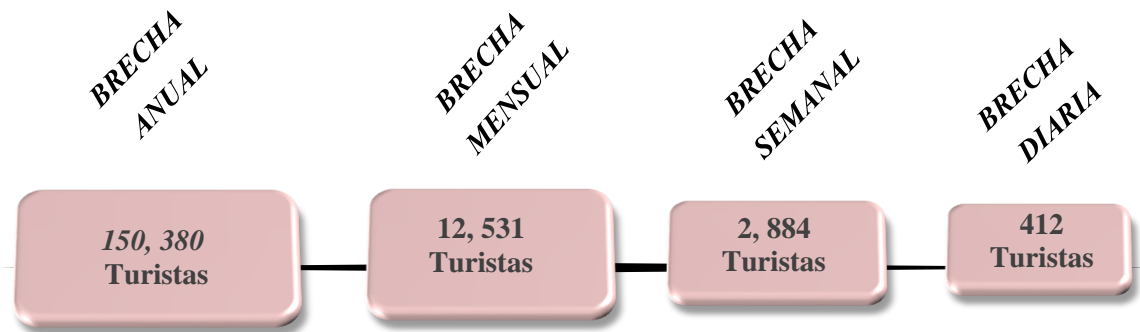 BRECHA
ANUAL
BRECHA
MENSUAL
BRECHA
SEMANAL
BRECHA
DIARIA
150, 380
Turistas
12, 531
Turistas
2, 884
Turistas
412
Turistas